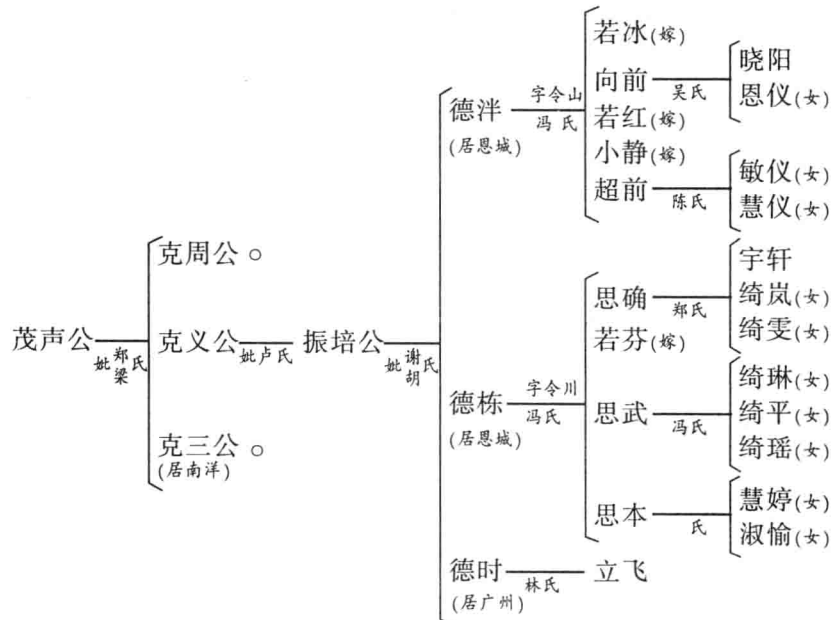 茂声公
妣郑梁氏
克周公
克义公
妣卢氏
克三公
(居南洋)
振培公
妣谢胡氏
德泮
(居恩城)
字令山
冯氏
若冰(嫁)
向前
吴氏
晓阳
恩仪(女)
若红(嫁)
小静(嫁)
超前
陈氏
敏仪(女)
慧仪(女)
德栋
(居恩城)
字令川
冯氏
思确
郑氏
宇轩
绮岚(女)
绮雯(女)
若芬(嫁)
思武
冯氏
绮琳(女)
绮平(女)
绮瑶(女)
思本
氏
慧婷(女)
淑愉(女)
德时
(居广州)
林氏
立飞